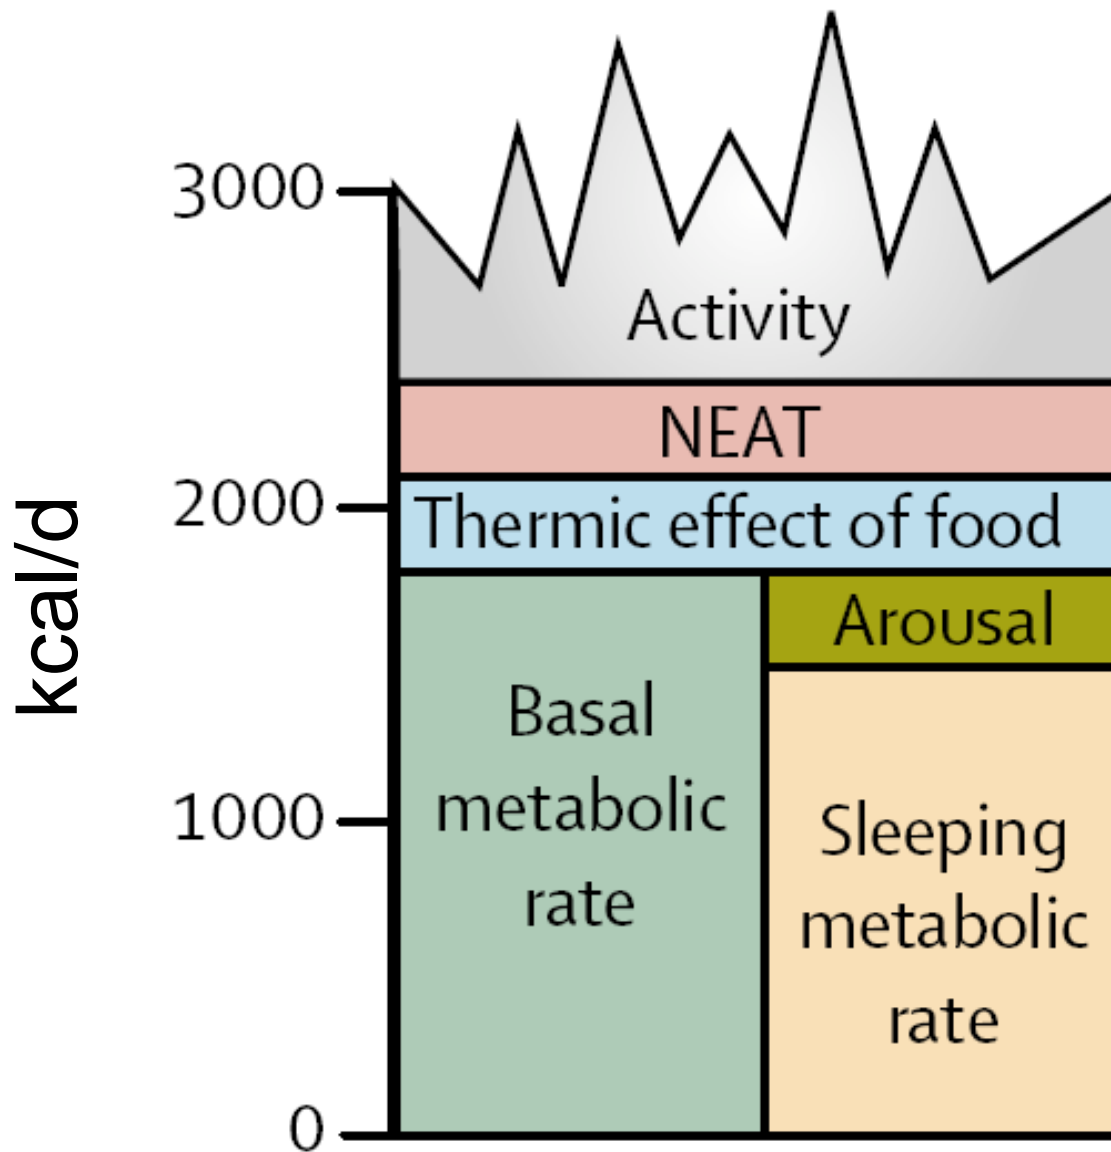 kcal/d
3000
2000
1000
0
Activity
NEAT
Thermic effect of food
Basal
metabolic
rate
Arousal
Sleeping
metabolic
rate